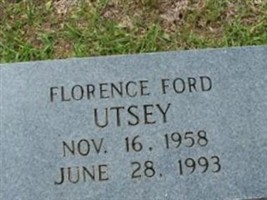 FLORENCE FORD
UTSEY
NOV. 16, 1958
JUNE 28, 1993